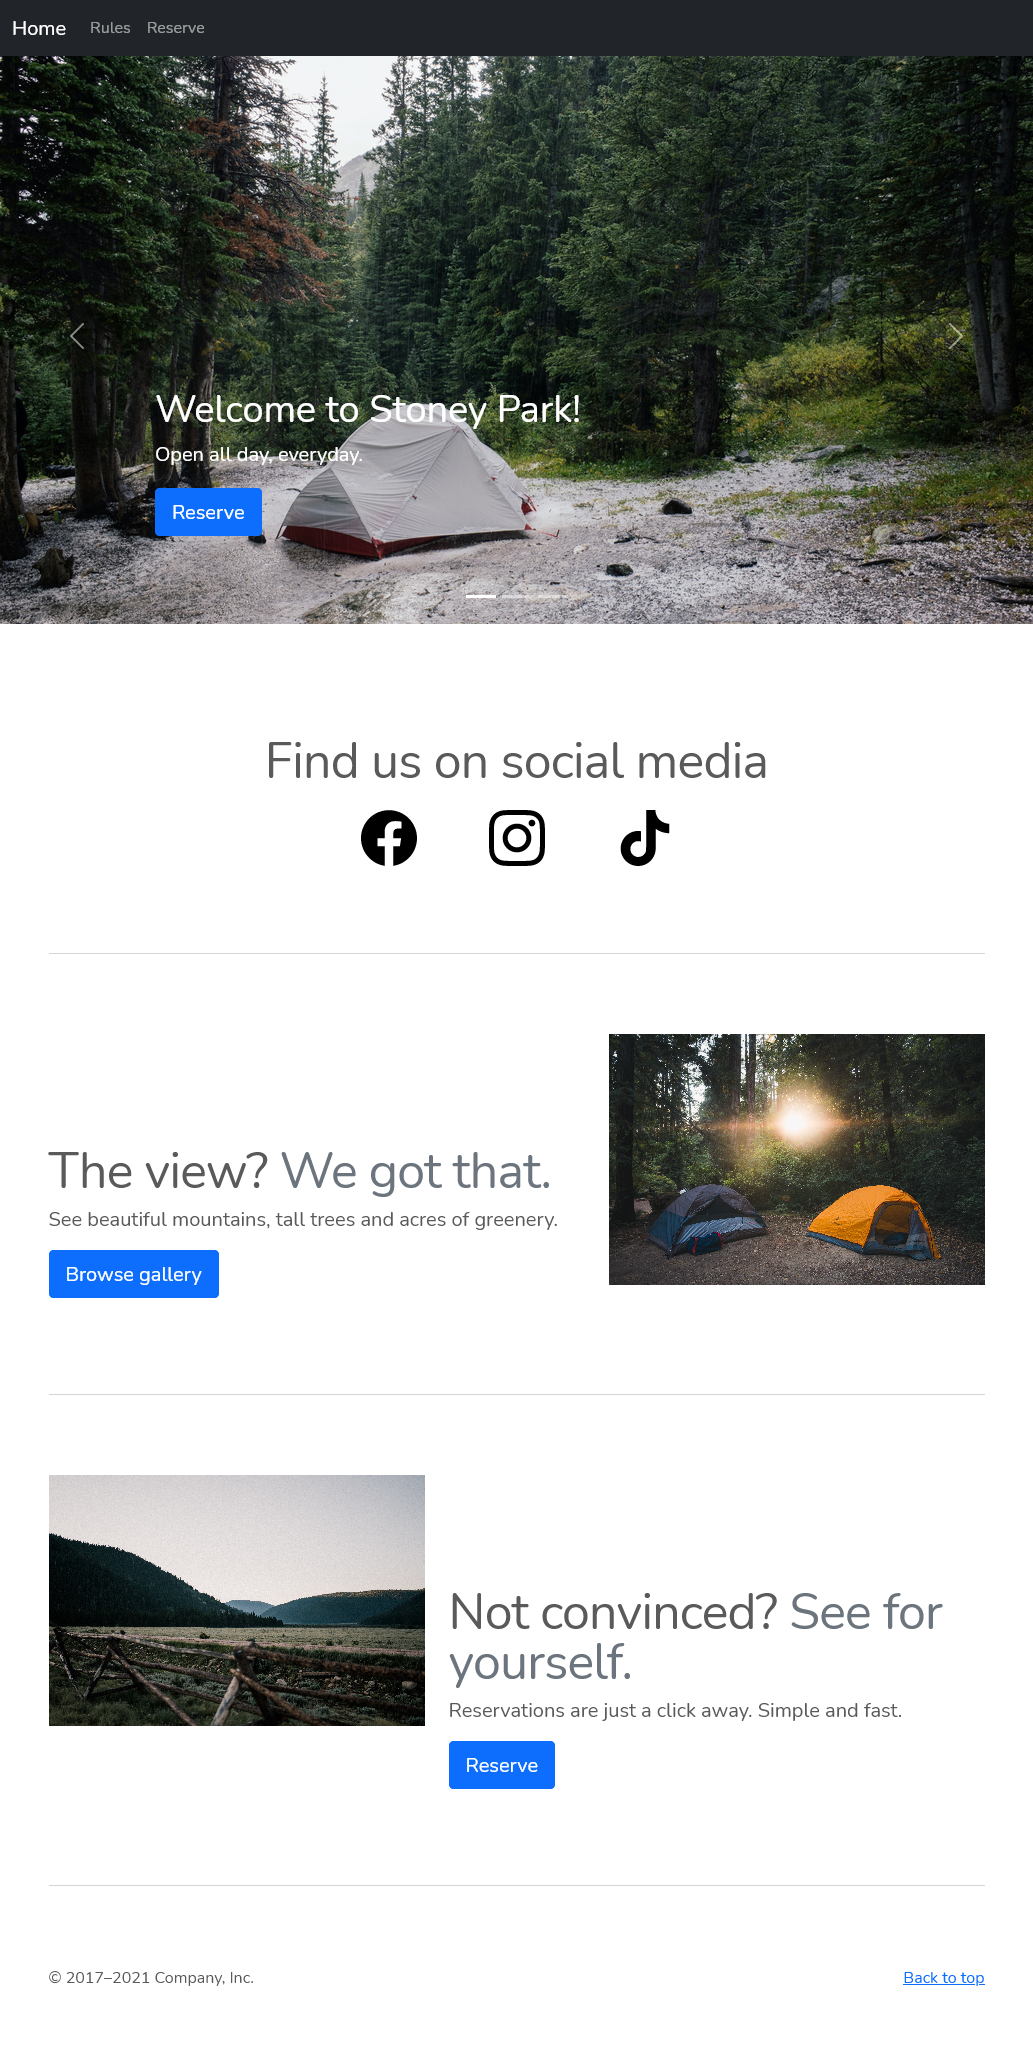 Home Rules Reserve
Welcome to Stoney Park!
Open all day, everyday.
Reserve
Find us on social media
The view? We got that.
See beautiful mountains, tall trees and acres of greenery.
Browse gallery
Not convinced? See for
yourself.
Reservations are just a click away. Simple and fast.
Reserve
© 2017–2021 Company, Inc. Back to top